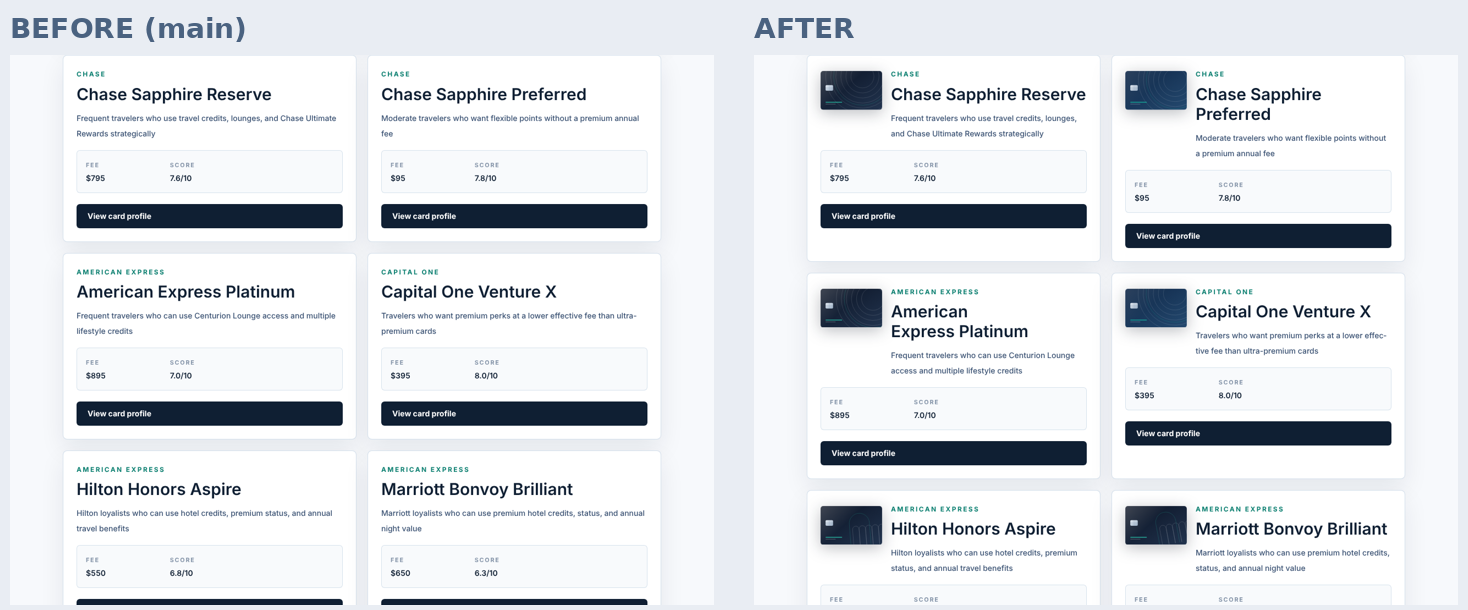 BEFORE (main)
CHASE
Chase Sapphire Reserve
Frequent travelers who use travel credits, lounges, and Chase Ultimate
Rewards strategically
FEE SCORE
$795 7.6/10
View card profile
CHASE
Chase Sapphire Preferred
Moderate travelers who want flexible points without a premium annual
fee
FEE SCORE
$95 7.8/10
View card profile
AMERICAN EXPRESS
American Express Platinum
Frequent travelers who can use Centurion Lounge access and multiple
lifestyle credits
FEE SCORE
$895 7.0/10
View card profile
CAPITAL ONE
Capital One Venture X
Travelers who want premium perks at a lower effective fee than ultra-
premium cards
FEE SCORE
$395 8.0/10
View card profile
AMERICAN EXPRESS
Hilton Honors Aspire
Hilton loyalists who can use hotel credits, premium status, and annual
travel benefits
FEE SCORE
$550 6.8/10
AMERICAN EXPRESS
Marriott Bonvoy Brilliant
Marriott loyalists who can use premium hotel credits, status, and annual
night value
FEE SCORE
$650 6.3/10
AFTER
CHASE
Chase Sapphire Reserve
Frequent travelers who use travel credits, lounges,
and Chase Ultimate Rewards strategically
FEE SCORE
$795 7.6/10
View card profile
CHASE
Chase Sapphire
Preferred
Moderate travelers who want flexible points without
a premium annual fee
FEE SCORE
$95 7.8/10
View card profile
AMERICAN EXPRESS
American
Express Platinum
Frequent travelers who can use Centurion Lounge
access and multiple lifestyle credits
FEE SCORE
$895 7.0/10
View card profile
CAPITAL ONE
Capital One Venture X
Travelers who want premium perks at a lower effec-
tive fee than ultra-premium cards
FEE SCORE
$395 8.0/10
View card profile
AMERICAN EXPRESS
Hilton Honors Aspire
Hilton loyalists who can use hotel credits, premium
status, and annual travel benefits
FEE SCORE
AMERICAN EXPRESS
Marriott Bonvoy Brilliant
Marriott loyalists who can use premium hotel credits,
status, and annual night value
FEE SCORE